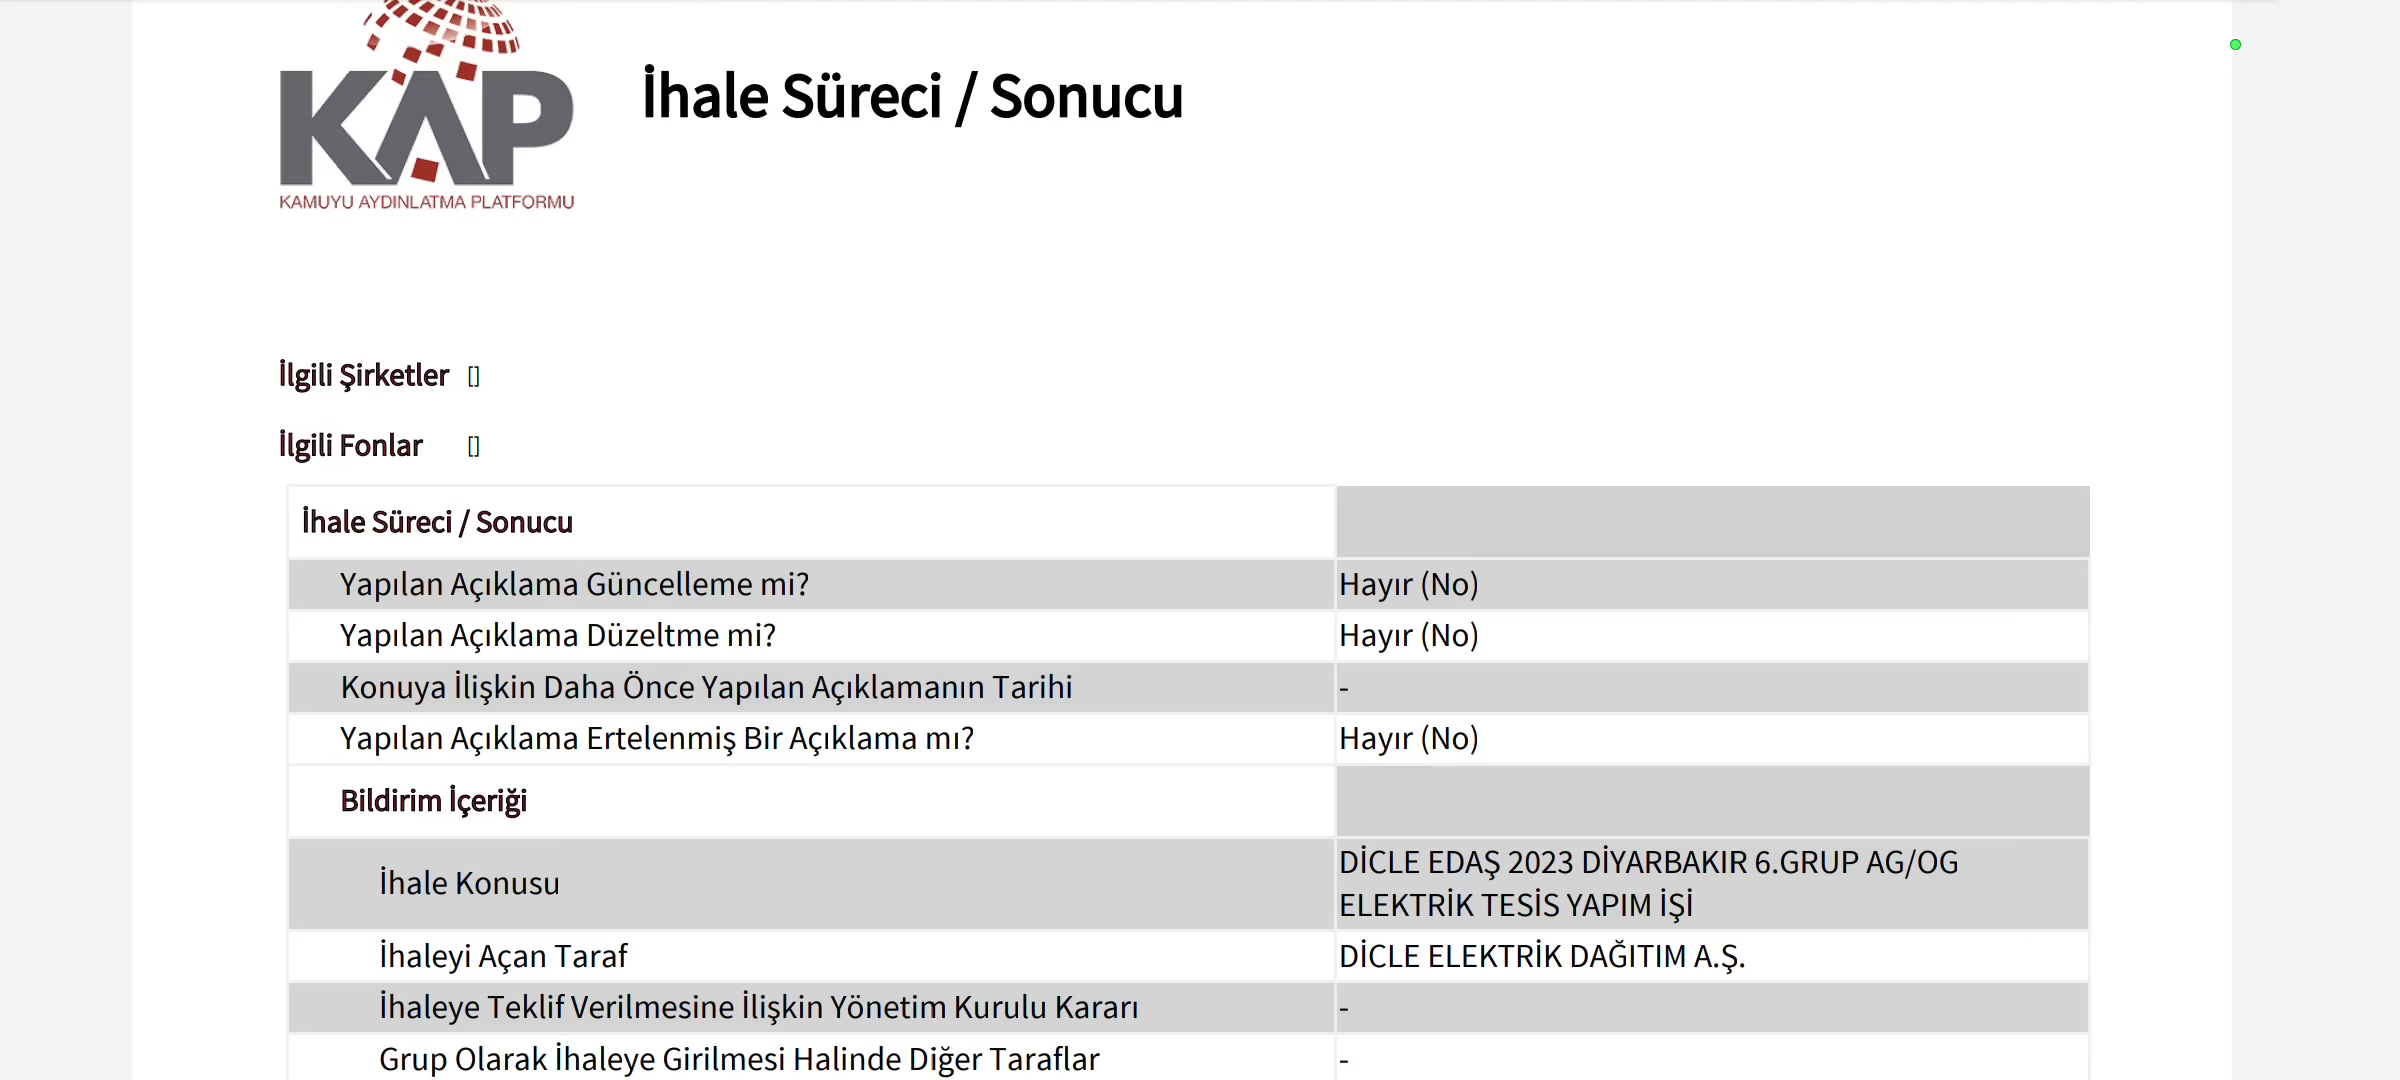 KAP
KAMUYU AYDINLATMA PLATFORMU
İhale Süreci / Sonucu
İlgili Şirketler []
İlgili Fonlar []
İhale Süreci / Sonucu
Yapılan Açıklama Güncelleme mi? Hayır (No)
Yapılan Açıklama Düzeltme mi? Hayır (No)
Konuya İlişkin Daha Önce Yapılan Açıklamanın Tarihi -
Yapılan Açıklama Ertelenmiş Bir Açıklama mı? Hayır (No)
Bildirim İçeriği
İhale Konusu DİCLE EDAŞ 2023 DİYARBAKIR 6.GRUP AG/OG
ELEKTRİK TESİS YAPIM İŞİ
İhaleyi Açan Taraf DİCLE ELEKTRİK DAĞITIM A.Ş.
İhaleye Teklif Verilmesine İlişkin Yönetim Kurulu Kararı -
Grup Olarak İhaleye Girilmesi Halinde Diğer Taraflar -